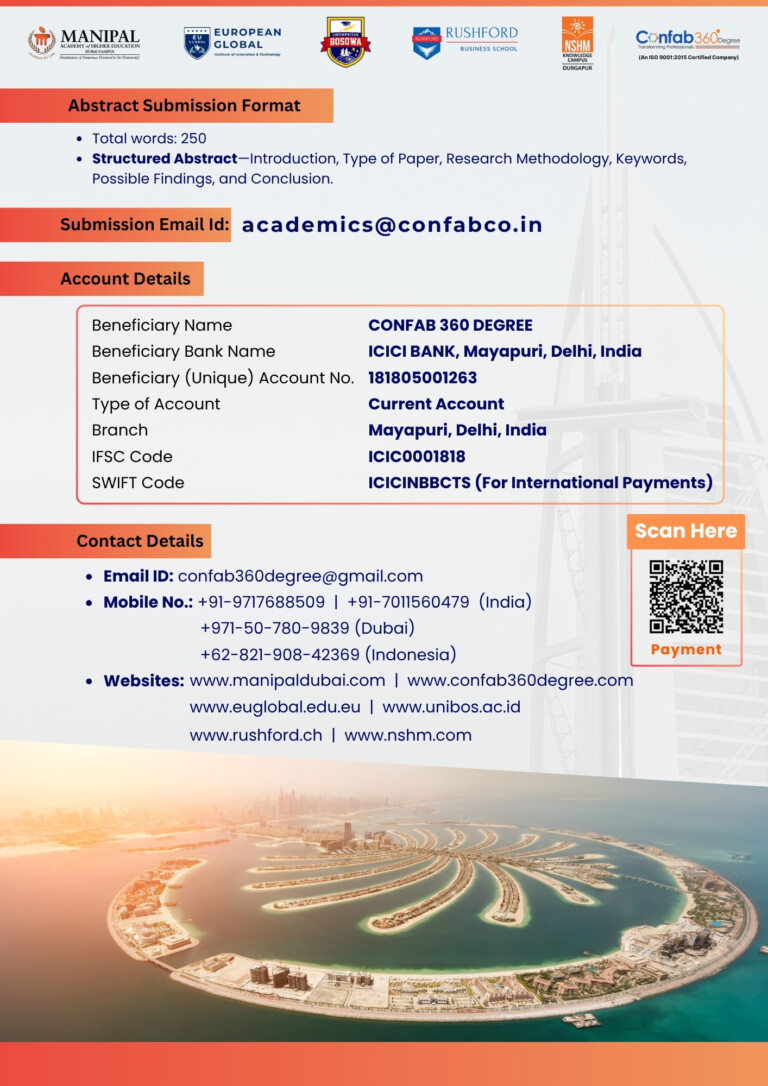 MANIPAL
ACADEMY of HIGHER EDUCATION
DUBAI CAMPUS
(Institution of Eminence Deemed to be University)
EU
GLOBAL
EUROPEAN
GLOBAL
Institute of Innovation & Technology
UNIVERSITAS
BOSOWA
RUSHFORD
RUSHFORD
BUSINESS SCHOOL
NSHM
KNOWLEDGE
CAMPUS
DURGAPUR
Confab360Degree
Transforming Professionals
(An ISO 9001:2015 Certified Company)
Abstract Submission Format
• Total words: 250
• Structured Abstract—Introduction, Type of Paper, Research Methodology, Keywords,
Possible Findings, and Conclusion.
Submission Email Id: academics@confabco.in
Account Details
Beneficiary Name CONFAB 360 DEGREE
Beneficiary Bank Name ICICI BANK, Mayapuri, Delhi, India
Beneficiary (Unique) Account No. 181805001263
Type of Account Current Account
Branch Mayapuri, Delhi, India
IFSC Code ICIC0001818
SWIFT Code ICICINBBCTS (For International Payments)
Contact Details
• Email ID: confab360degree@gmail.com
• Mobile No.: +91-9717688509 | +91-7011560479 (India)
+971-50-780-9839 (Dubai)
+62-821-908-42369 (Indonesia)
• Websites: www.manipaldubai.com | www.confab360degree.com
www.euglobal.edu.eu | www.unibos.ac.id
www.rushford.ch | www.nshm.com
Scan Here
Payment